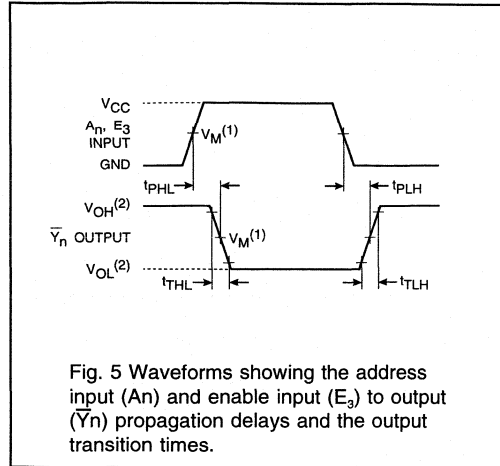 VCC
An, E3
INPUT
VM(1)
GND
tPHL
tPLH
VOH(2)
Y̅n OUTPUT
VM(1)
VOL(2)
tTHL
tTLH
Fig. 5 Waveforms showing the address
input (An) and enable input (E3) to output
(Y̅n) propagation delays and the output
transition times.